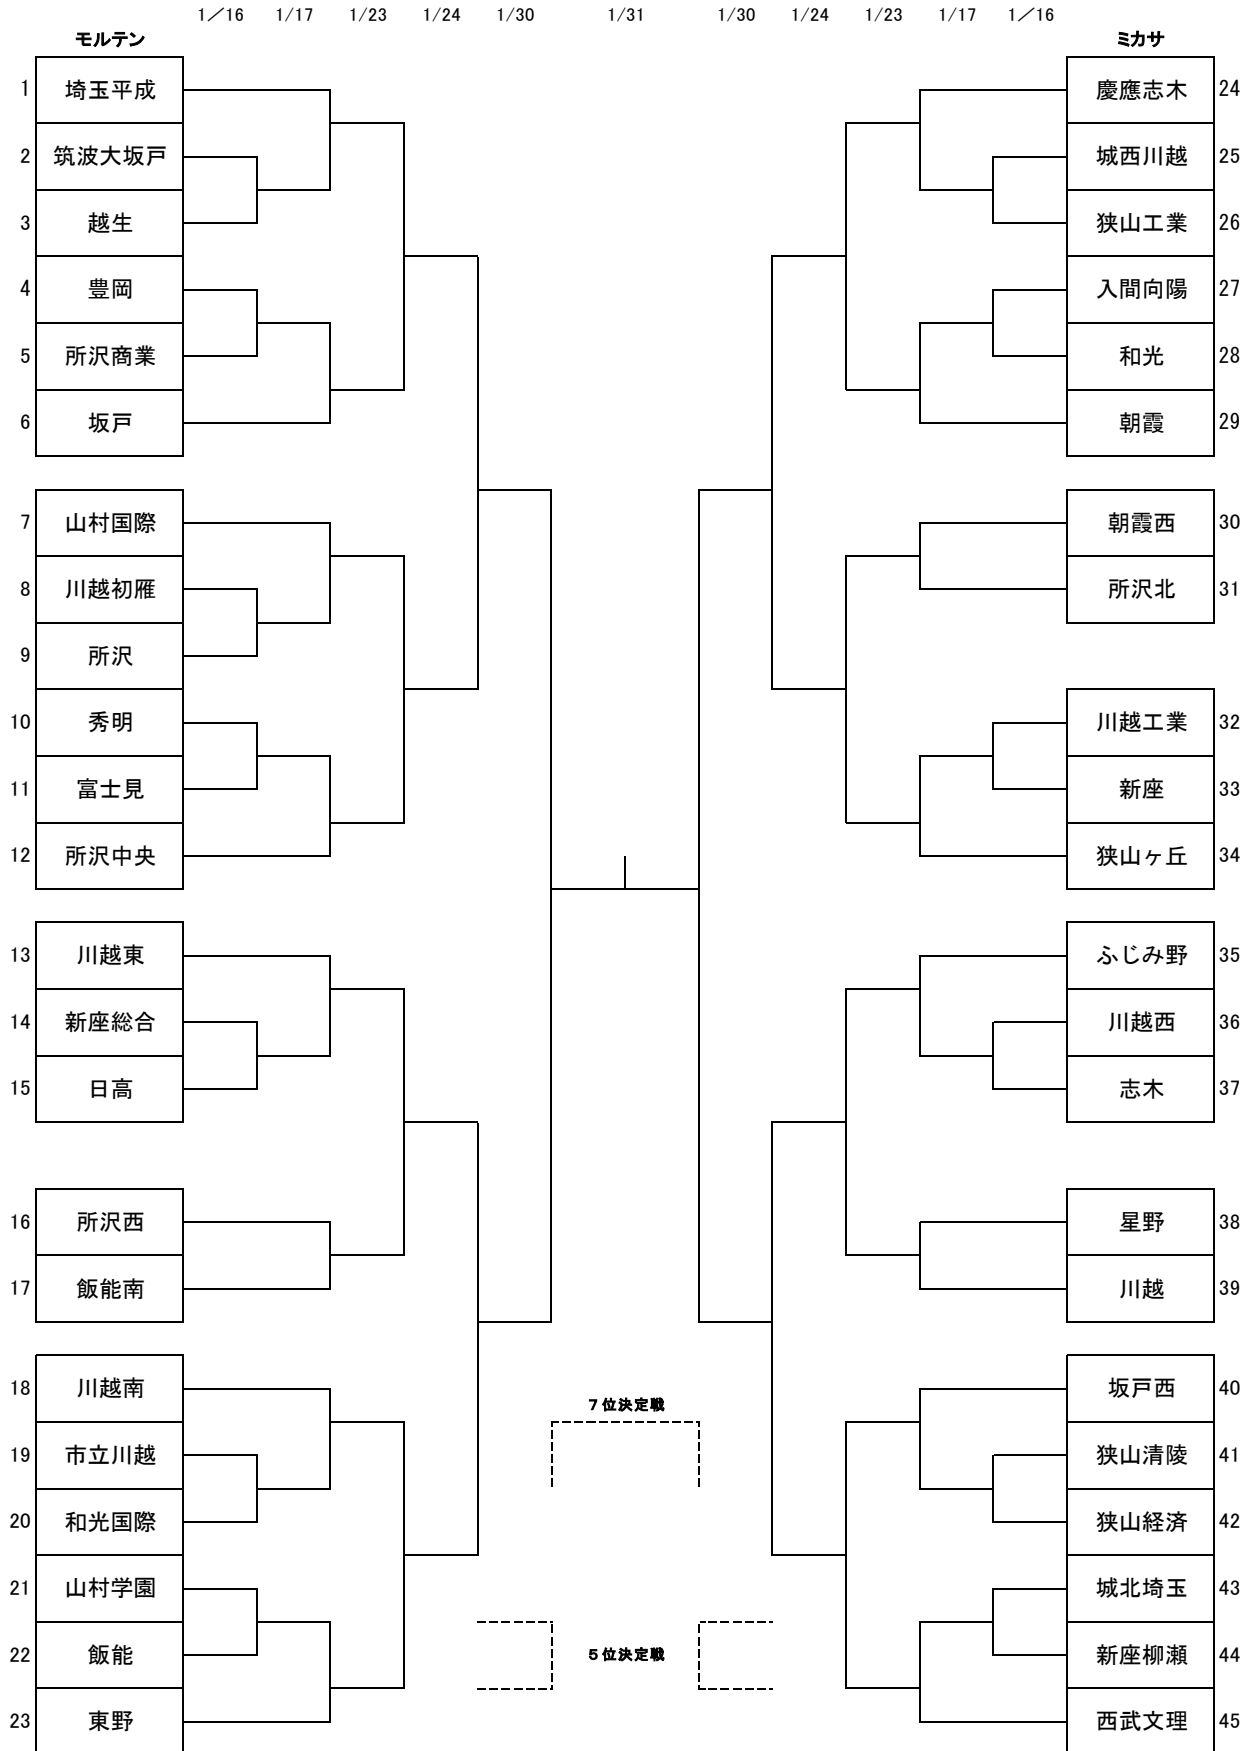 1／16 1/17 1/23 1/24 1/30 1/31 1/30 1/24 1/23 1/17 1／16
モルテン ミカサ
1 埼玉平成 慶應志木 24
2 筑波大坂戸 城西川越 25
3 越生 狭山工業 26
4 豊岡 入間向陽 27
5 所沢商業 和光 28
6 坂戸 朝霞 29
7 山村国際 朝霞西 30
8 川越初雁 所沢北 31
9 所沢
10 秀明 川越工業 32
11 富士見 新座 33
12 所沢中央 狭山ヶ丘 34
13 川越東 ふじみ野 35
14 新座総合 川越西 36
15 日高 志木 37
16 所沢西 星野 38
17 飯能南 川越 39
18 川越南 坂戸西 40
７位決定戦
19 市立川越 狭山清陵 41
20 和光国際 狭山経済 42
21 山村学園 城北埼玉 43
22 飯能 ５位決定戦 新座柳瀬 44
23 東野 西武文理 45